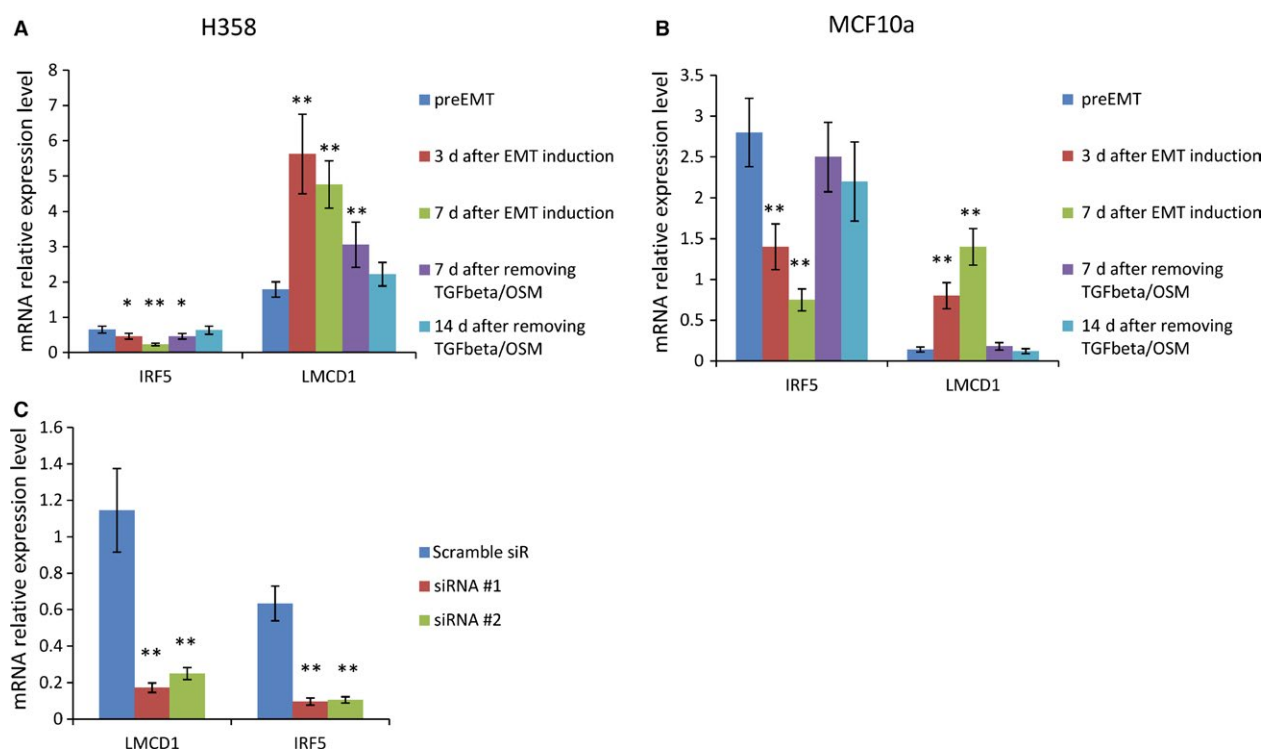 A
H358
mRNA relative expression level
8
7
6
5
4
3
2
1
0
* ** *
** ** **
IRF5
LMCD1
preEMT
3 d after EMT induction
7 d after EMT induction
7 d after removing
TGFbeta/OSM
14 d after removing
TGFbeta/OSM
B
MCF10a
mRNA relative expression level
3.5
3
2.5
2
1.5
1
0.5
0
** **
** **
IRF5
LMCD1
preEMT
3 d after EMT induction
7 d after EMT induction
7 d after removing
TGFbeta/OSM
14 d after removing
TGFbeta/OSM
C
mRNA relative expression level
1.6
1.4
1.2
1
0.8
0.6
0.4
0.2
0
** **
** **
LMCD1
IRF5
Scramble siR
siRNA #1
siRNA #2